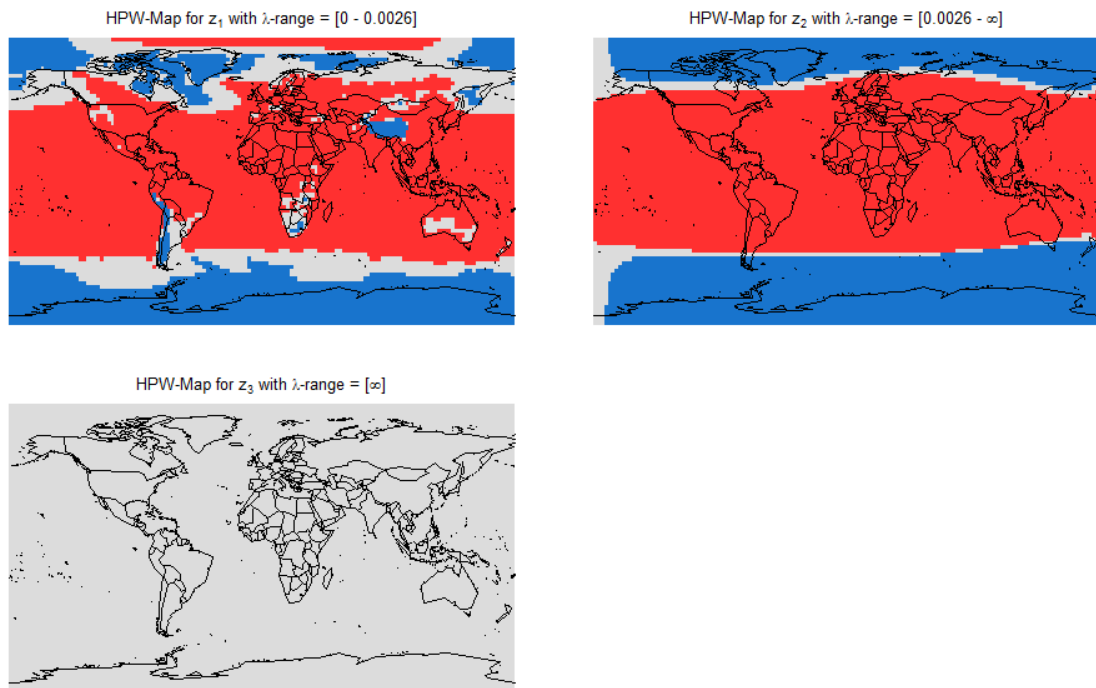 HPW-Map for z₁ with λ-range = [0 - 0.0026]
HPW-Map for z₂ with λ-range = [0.0026 - ∞]
HPW-Map for z₃ with λ-range = [∞]